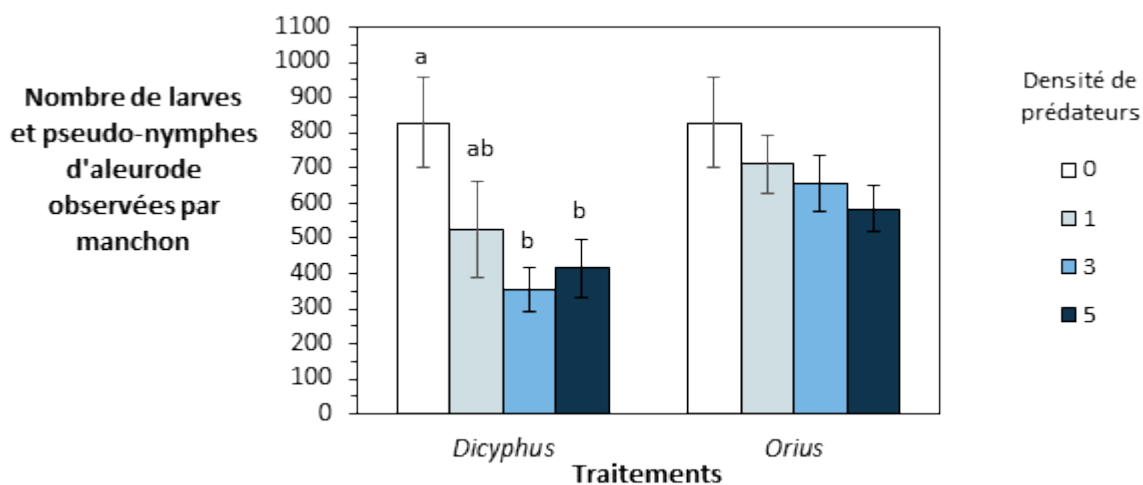 Nombre de larves
et pseudo-nymphes
d'aleurode
observées par
manchon
1100
1000
900
800
700
600
500
400
300
200
100
0
a
ab
b
b
Dicyphus
Orius
Traitements
Densité de
prédateurs
0
1
3
5